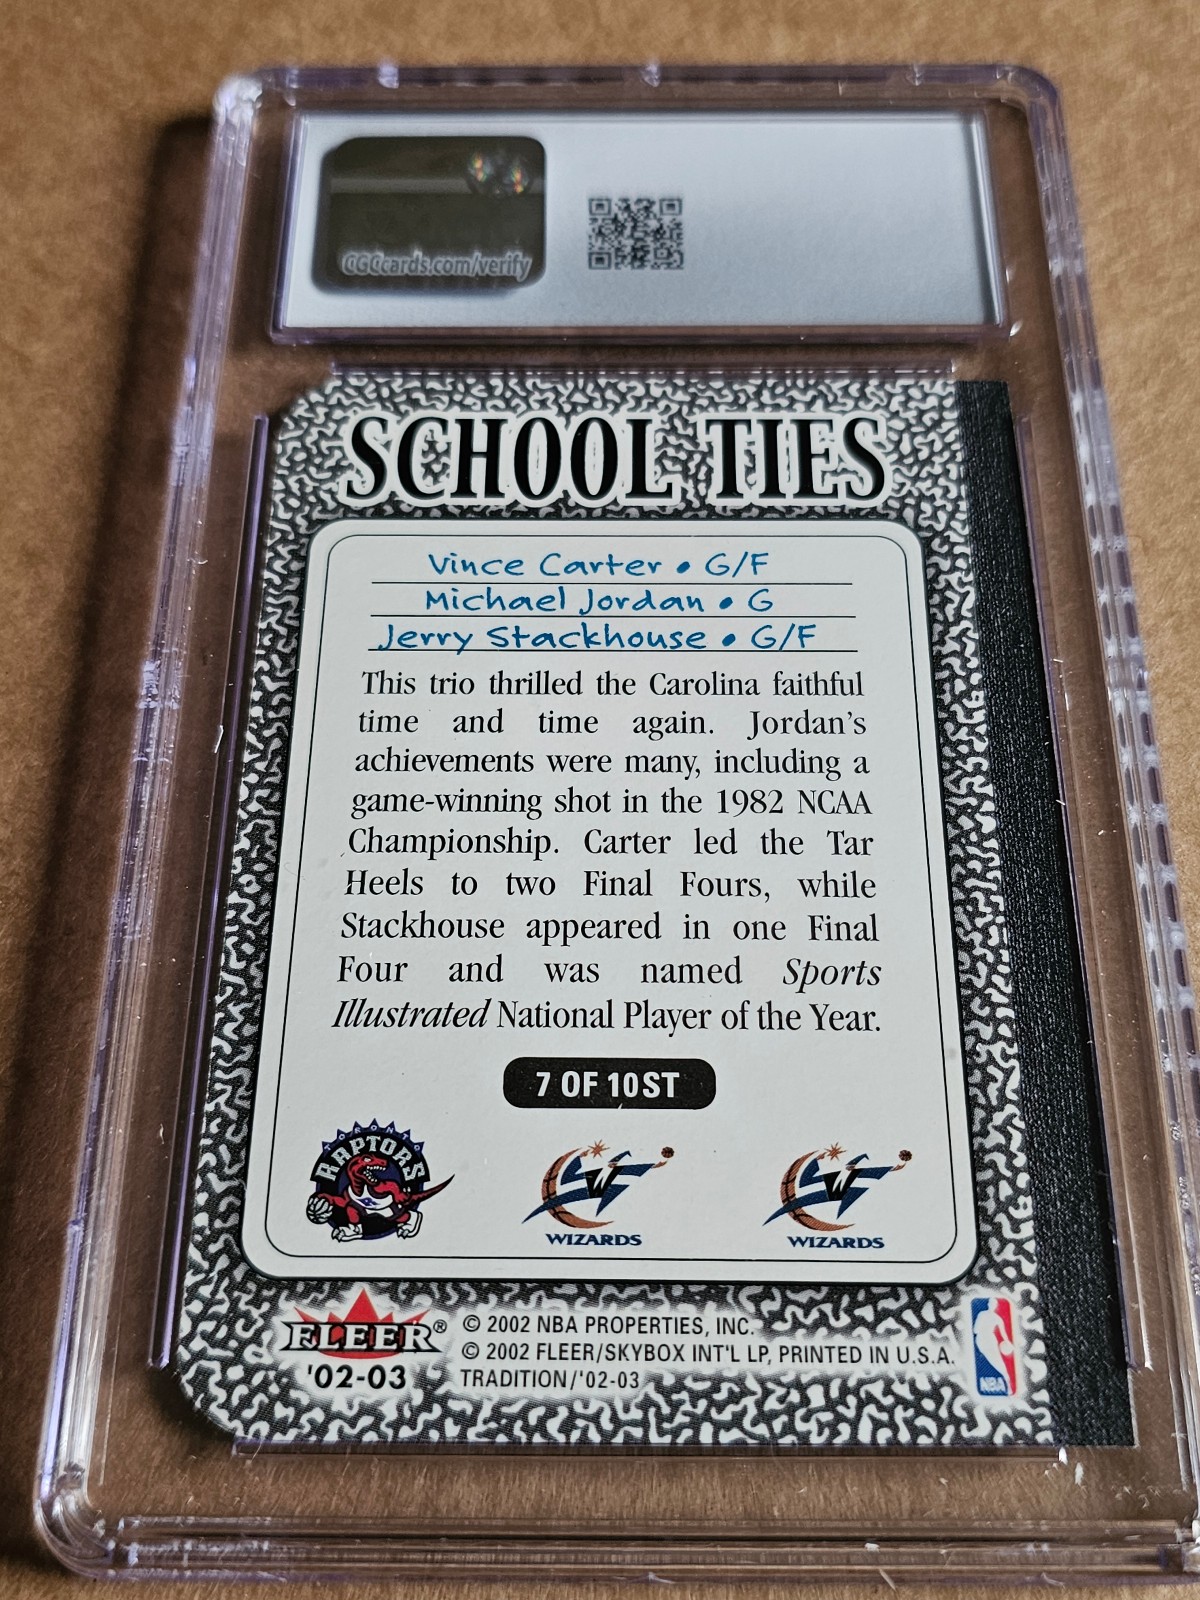 CGCcards.com/verify
SCHOOL TIES
Vince Carter • G/F
Michael Jordan • G
Jerry Stackhouse • G/F
This trio thrilled the Carolina faithful
time and time again. Jordan's
achievements were many, including a
game-winning shot in the 1982 NCAA
Championship. Carter led the Tar
Heels to two Final Fours, while
Stackhouse appeared in one Final
Four and was named Sports
Illustrated National Player of the Year.
7 OF 10 ST
TORONTO
RAPTORS
WIZARDS
WIZARDS
FLEER®
'02-03
© 2002 NBA PROPERTIES, INC.
© 2002 FLEER/SKYBOX INT'L LP, PRINTED IN U.S.A.
TRADITION/'02-03
NBA